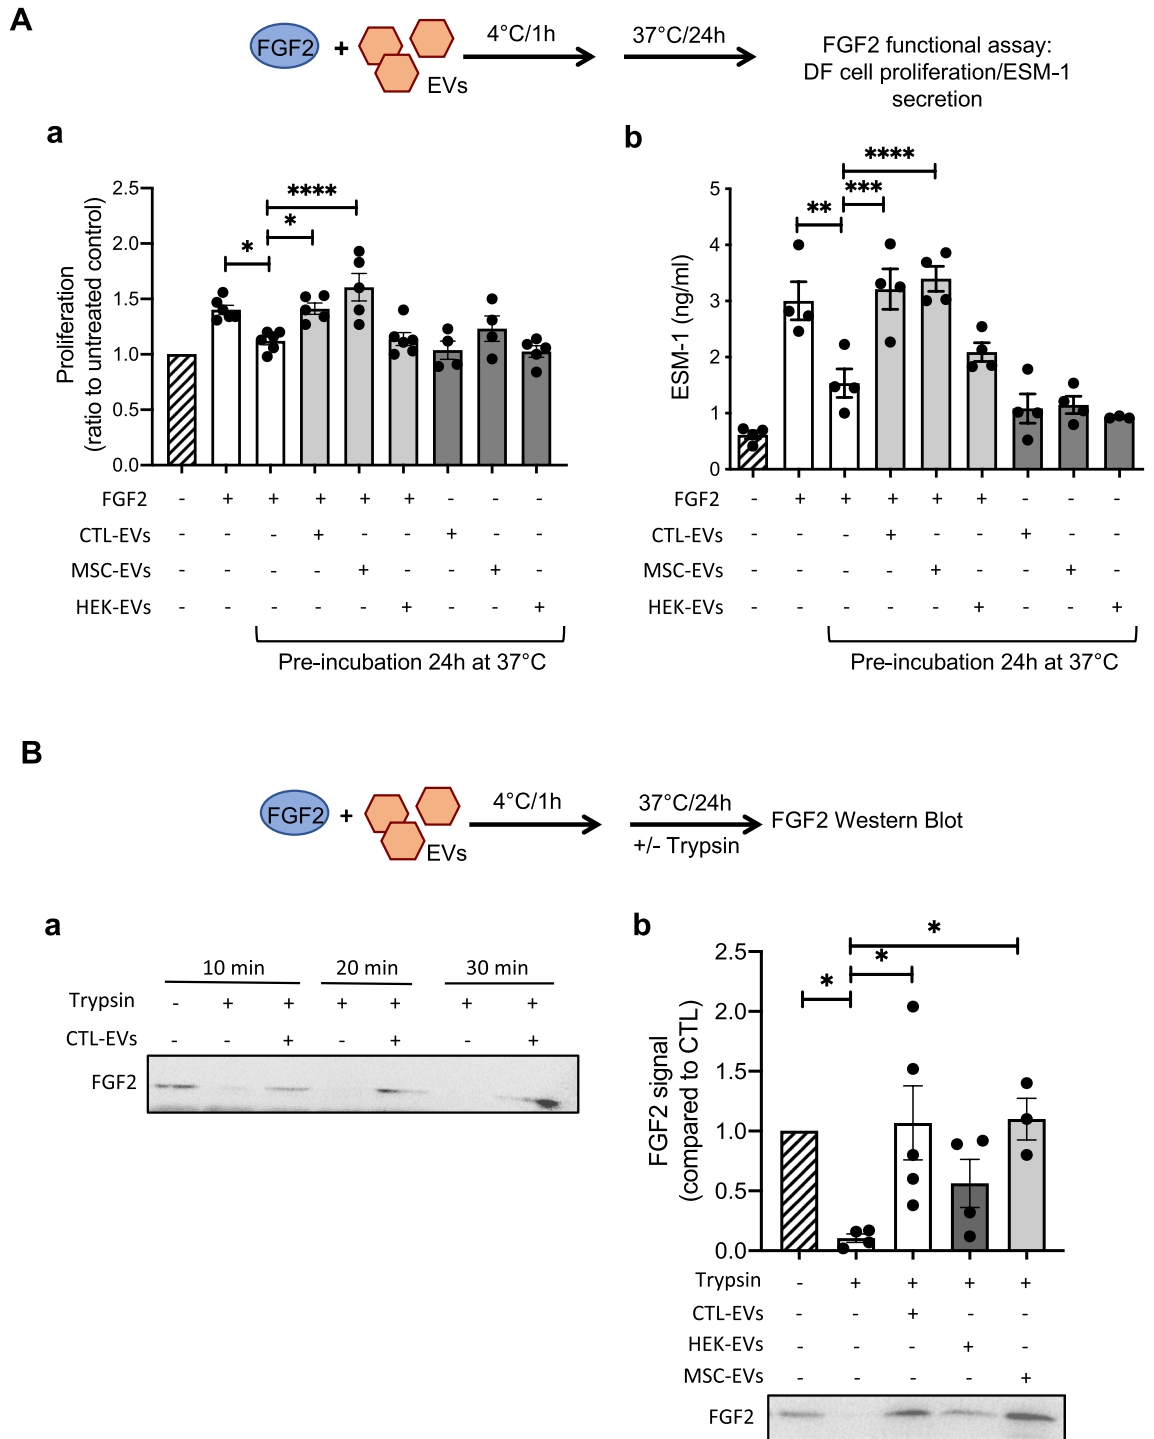 A
FGF2 + EVs 4°C/1h 37°C/24h FGF2 functional assay:
DF cell proliferation/ESM-1
secretion
a
Proliferation
(ratio to untreated control)
2.5
2.0
1.5
1.0
0.5
0.0
* * ****
FGF2 - + + + + + - - -
CTL-EVs - - - + - - + - -
MSC-EVs - - - - + - - + -
HEK-EVs - - - - - + - - +
Pre-incubation 24h at 37°C
b
ESM-1 (ng/ml)
5
4
3
2
1
0
** *** ****
FGF2 - + + + + + - - -
CTL-EVs - - - + - - + - -
MSC-EVs - - - - + - - + -
HEK-EVs - - - - - + - - +
Pre-incubation 24h at 37°C
B
FGF2 + EVs 4°C/1h 37°C/24h FGF2 Western Blot
+/- Trypsin
a
10 min 20 min 30 min
Trypsin - + + + + + +
CTL-EVs - - + - + - +
FGF2
b
FGF2 signal
(compared to CTL)
2.5
2.0
1.5
1.0
0.5
0.0
* * *
Trypsin - + + + +
CTL-EVs - - + - -
HEK-EVs - - - + -
MSC-EVs - - - - +
FGF2